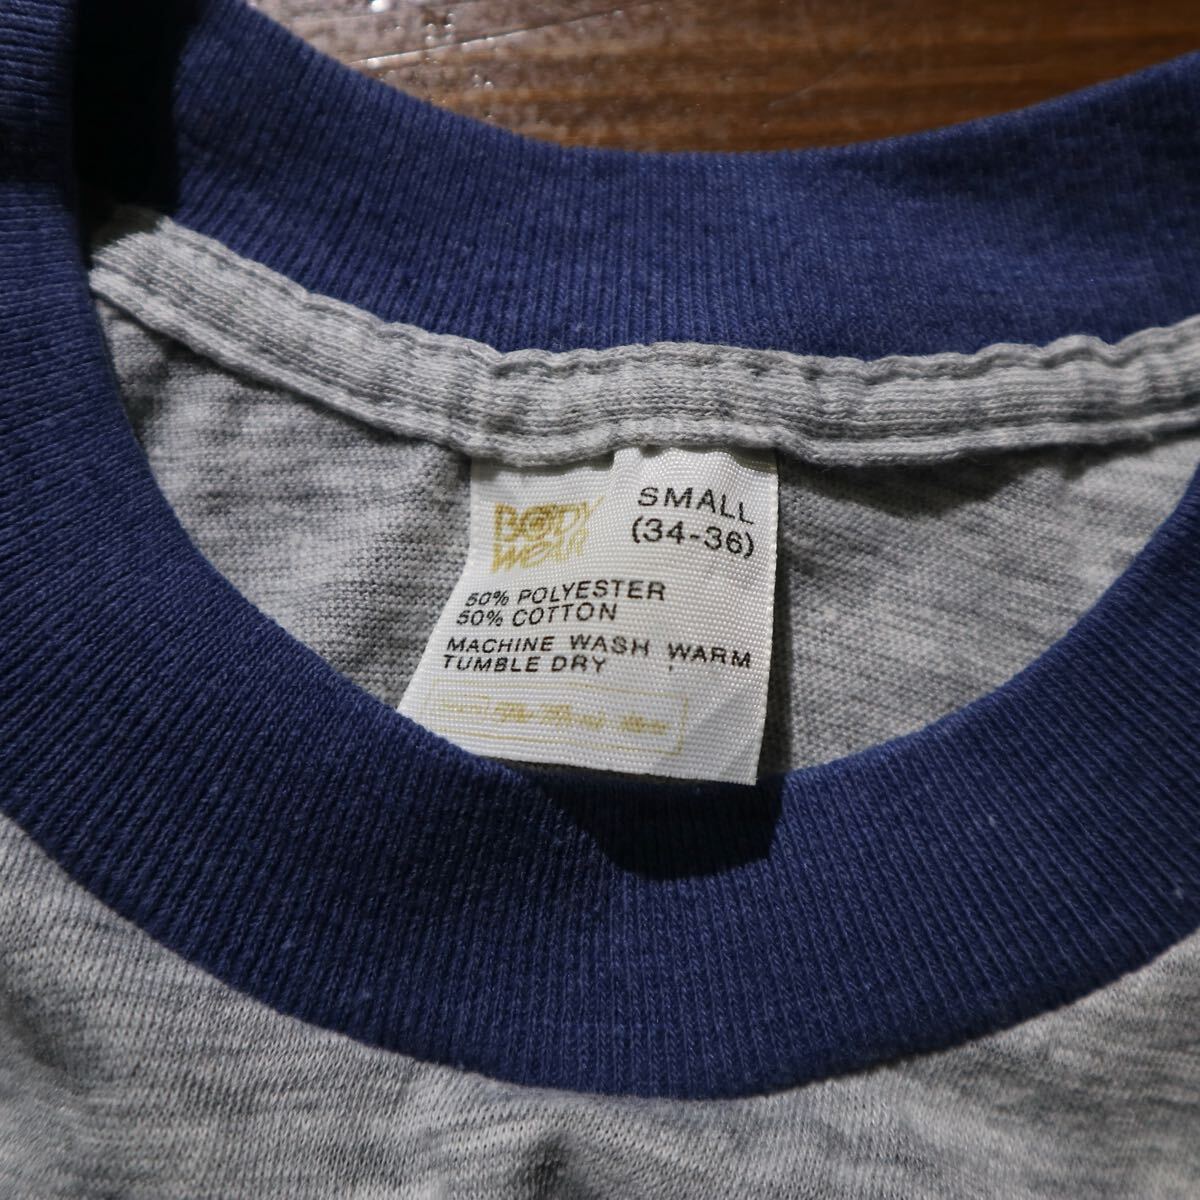 BODY
WEAR
SMALL
(34-36)
50% POLYESTER
50% COTTON
MACHINE WASH WARM
TUMBLE DRY